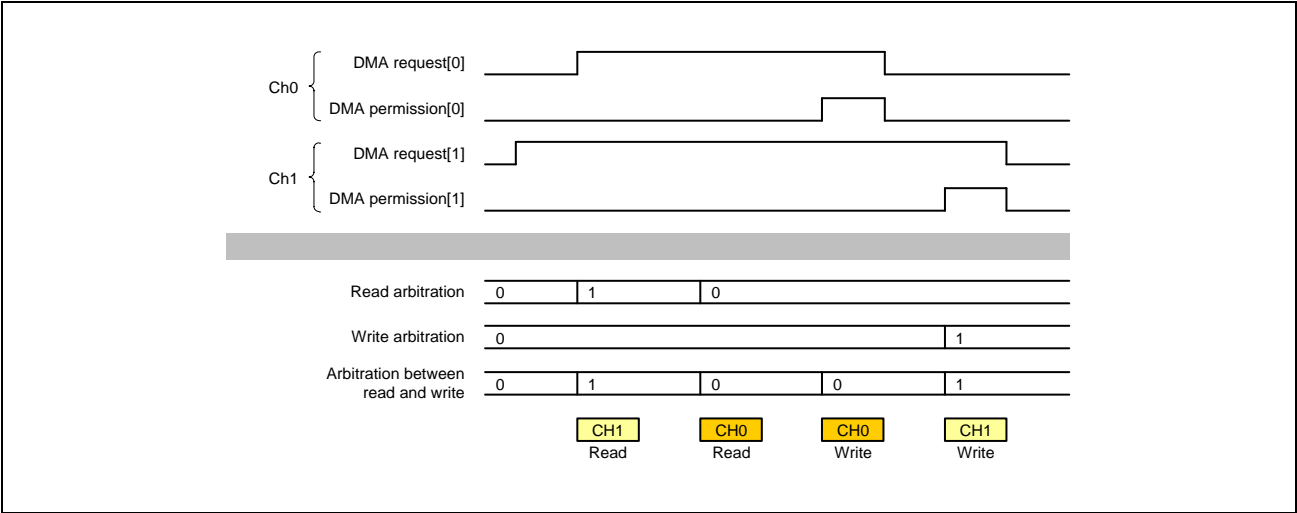 DMA request[0]
Ch0
DMA permission[0]
DMA request[1]
Ch1
DMA permission[1]
Read arbitration 0 1 0
Write arbitration 0 1
Arbitration between
read and write 0 1 0 0 1
CH1 CH0 CH0 CH1
Read Read Write Write